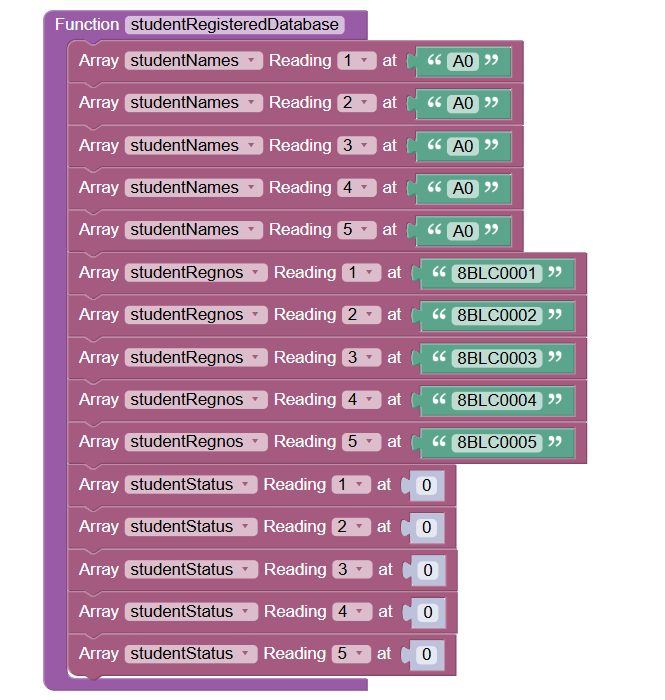 Function studentRegisteredDatabase
Array studentNames Reading 1 at “ A0 ”
Array studentNames Reading 2 at “ A0 ”
Array studentNames Reading 3 at “ A0 ”
Array studentNames Reading 4 at “ A0 ”
Array studentNames Reading 5 at “ A0 ”
Array studentRegnos Reading 1 at “ 8BLC0001 ”
Array studentRegnos Reading 2 at “ 8BLC0002 ”
Array studentRegnos Reading 3 at “ 8BLC0003 ”
Array studentRegnos Reading 4 at “ 8BLC0004 ”
Array studentRegnos Reading 5 at “ 8BLC0005 ”
Array studentStatus Reading 1 at 0
Array studentStatus Reading 2 at 0
Array studentStatus Reading 3 at 0
Array studentStatus Reading 4 at 0
Array studentStatus Reading 5 at 0